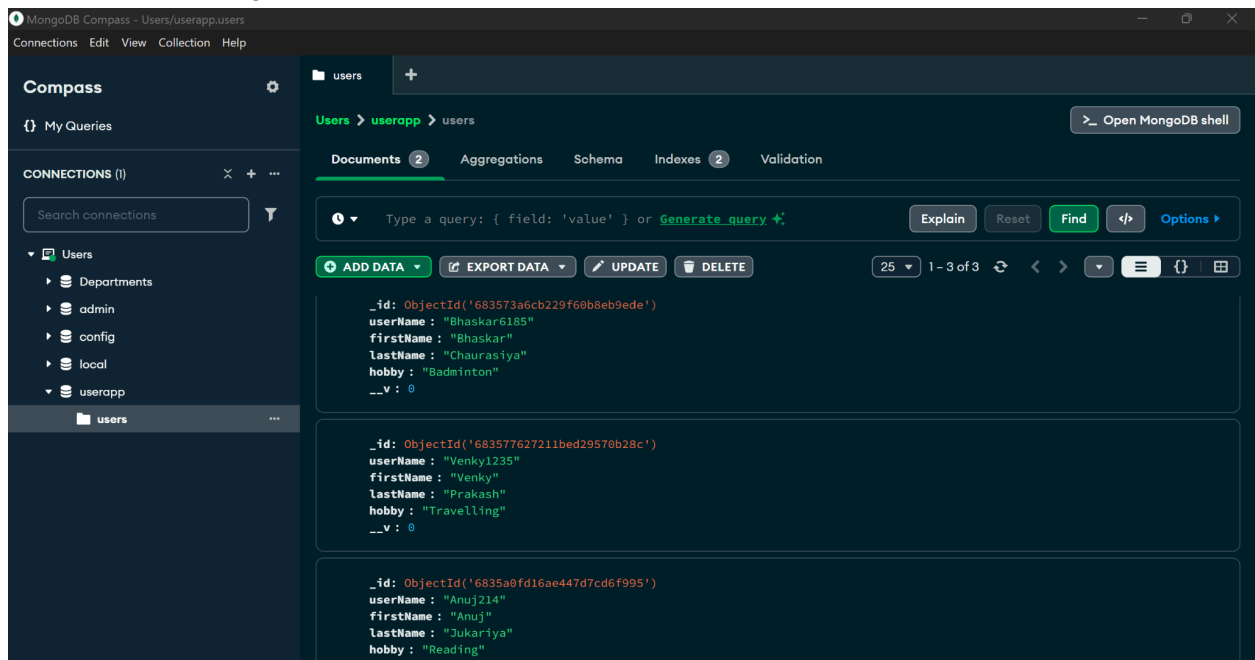 MongoDB Compass - Users/userapp.users
Connections Edit View Collection Help
Compass
{} My Queries
CONNECTIONS (1)
Search connections
Users
Departments
admin
config
local
userapp
users
users
Users > userapp > users
>_ Open MongoDB shell
Documents 2 Aggregations Schema Indexes 2 Validation
Type a query: { field: 'value' } or Generate query
Explain Reset Find </> Options
ADD DATA EXPORT DATA UPDATE DELETE
25 1 – 3 of 3 {}
_id: ObjectId('683573a6cb229f60b8eb9ede')
userName : "Bhaskar6185"
firstName : "Bhaskar"
lastName : "Chaurasiya"
hobby : "Badminton"
__v : 0
_id: ObjectId('683577627211bed29570b28c')
userName : "Venky1235"
firstName : "Venky"
lastName : "Prakash"
hobby : "Travelling"
__v : 0
_id: ObjectId('6835a0fd16ae447d7cd6f995')
userName : "Anuj214"
firstName : "Anuj"
lastName : "Jukariya"
hobby : "Reading"